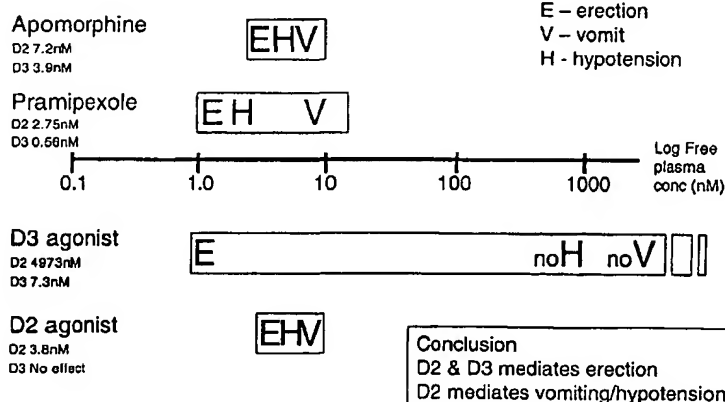 Apomorphine
D2 7.2nM
D3 3.9nM
EHV
E – erection
V – vomit
H - hypotension
Pramipexole
D2 2.75nM
D3 0.56nM
E H V
0.1 1.0 10 100 1000
Log Free
plasma
conc (nM)
D3 agonist
D2 4973nM
D3 7.3nM
E noH noV
D2 agonist
D2 3.8nM
D3 No effect
EHV
Conclusion
D2 & D3 mediates erection
D2 mediates vomiting/hypotension